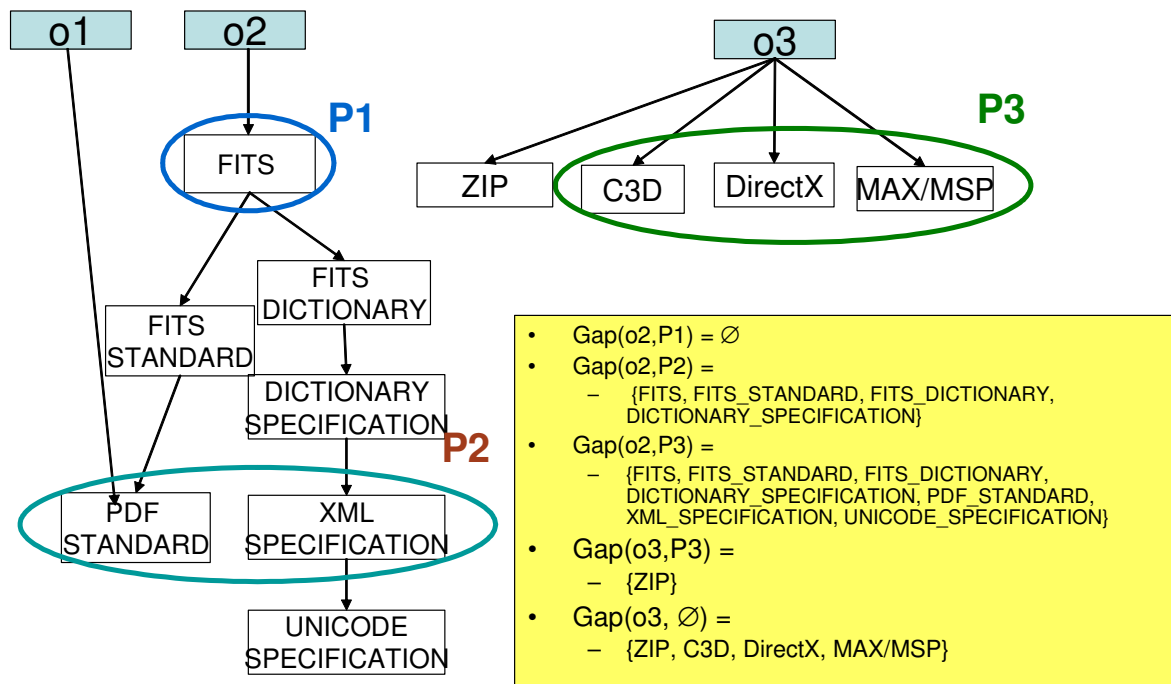 o1
o2
o3
P1
P3
FITS
ZIP
C3D
DirectX
MAX/MSP
FITS
DICTIONARY
FITS
STANDARD
DICTIONARY
SPECIFICATION
P2
PDF
STANDARD
XML
SPECIFICATION
UNICODE
SPECIFICATION
• Gap(o2,P1) = ∅
• Gap(o2,P2) =
– {FITS, FITS_STANDARD, FITS_DICTIONARY,
DICTIONARY_SPECIFICATION}
• Gap(o2,P3) =
– {FITS, FITS_STANDARD, FITS_DICTIONARY,
DICTIONARY_SPECIFICATION, PDF_STANDARD,
XML_SPECIFICATION, UNICODE_SPECIFICATION}
• Gap(o3,P3) =
– {ZIP}
• Gap(o3, ∅) =
– {ZIP, C3D, DirectX, MAX/MSP}